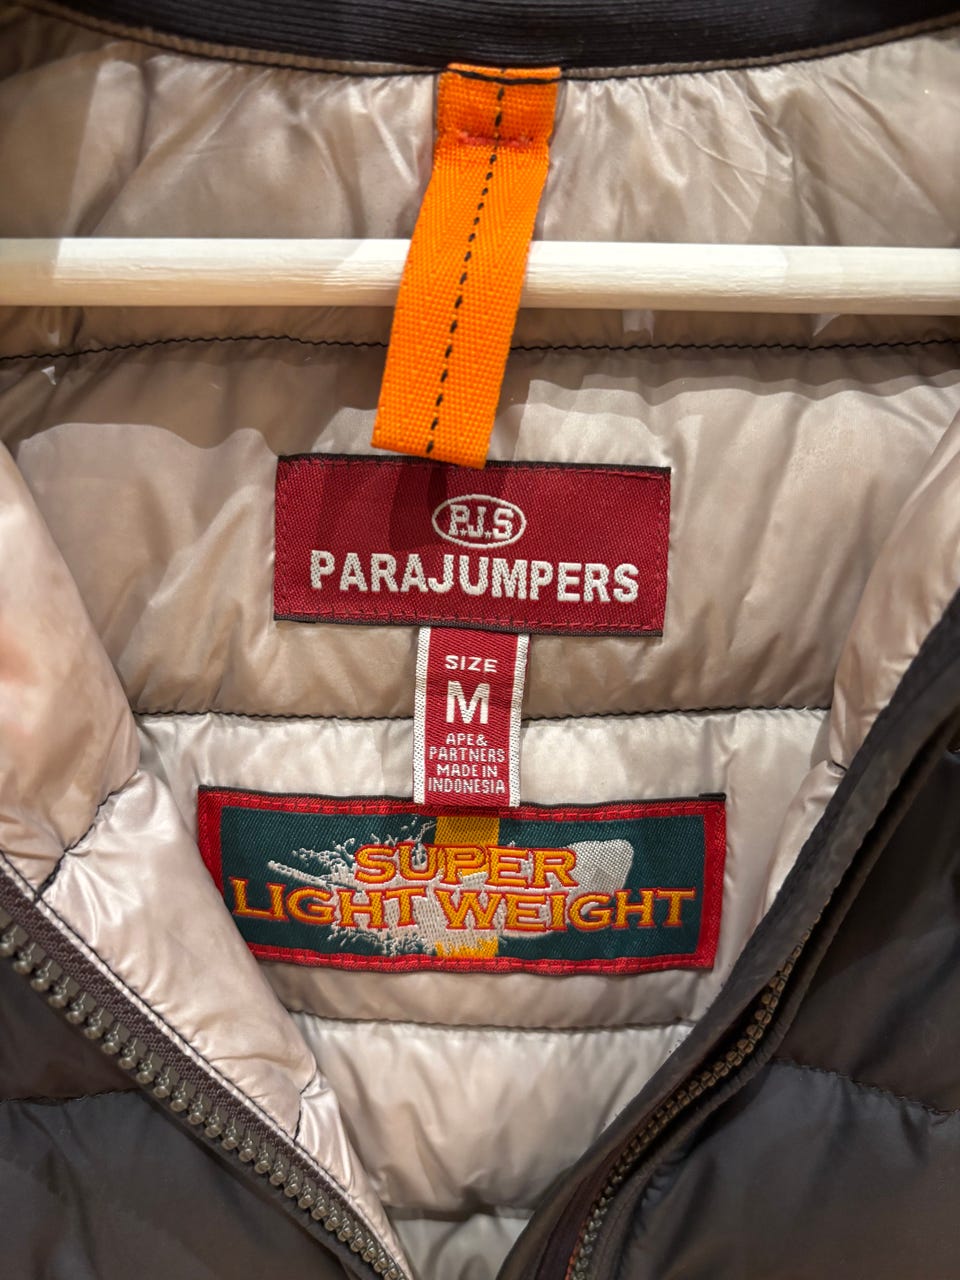 P.J.S
PARAJUMPERS
SIZE
M
APE &
PARTNERS
MADE IN
INDONESIA
SUPER
LIGHT WEIGHT